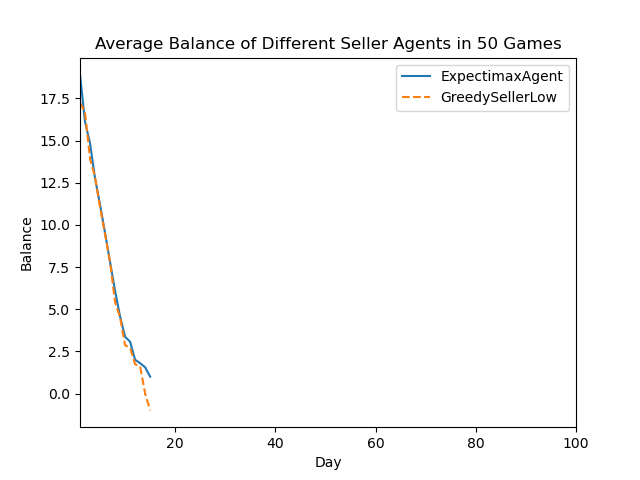 Average Balance of Different Seller Agents in 50 Games
ExpectimaxAgent
GreedySellerLow
17.5
15.0
12.5
10.0
7.5
5.0
2.5
0.0
Balance
20
40
60
80
100
Day